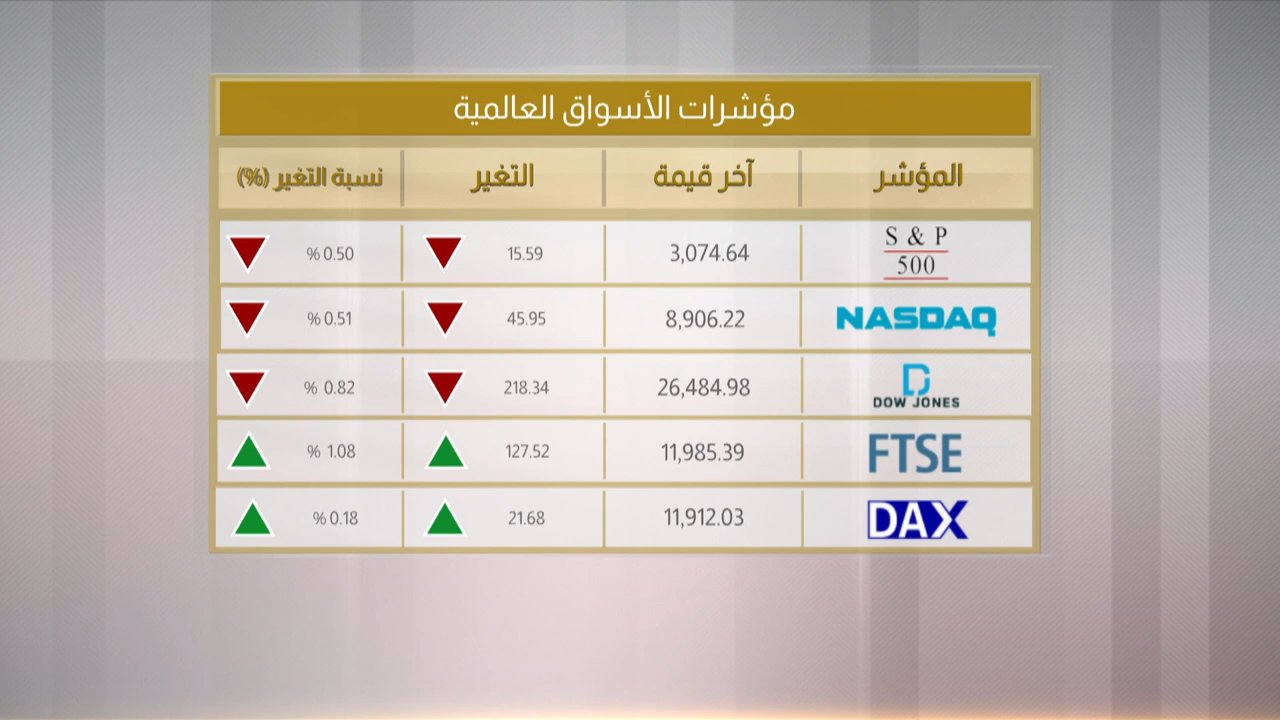 مؤشرات الأسواق العالمية
المؤشر آخر قيمة التغير نسبة التغير (%)
S & P
500
3,074.64 15.59 % 0.50
NASDAQ 8,906.22 45.95 % 0.51
DOW JONES 26,484.98 218.34 % 0.82
FTSE 11,985.39 127.52 % 1.08
DAX 11,912.03 21.68 % 0.18